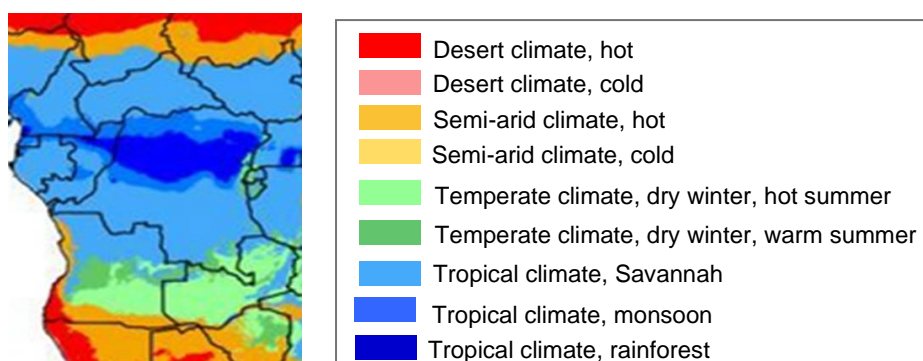 Desert climate, hot
Desert climate, cold
Semi-arid climate, hot
Semi-arid climate, cold
Temperate climate, dry winter, hot summer
Temperate climate, dry winter, warm summer
Tropical climate, Savannah
Tropical climate, monsoon
Tropical climate, rainforest